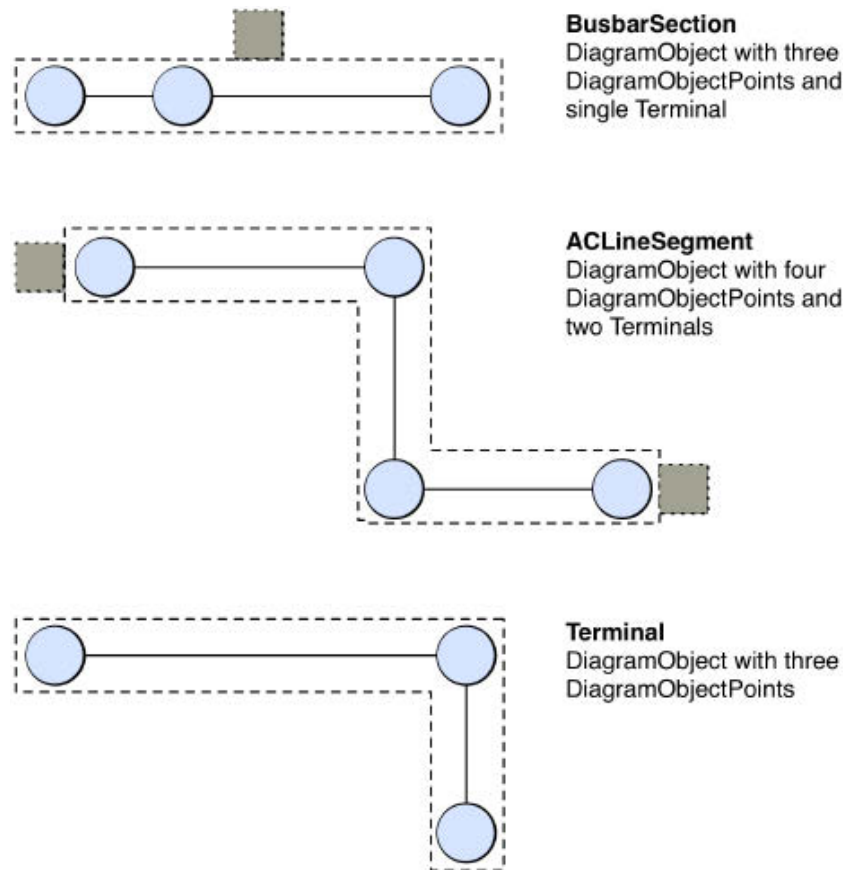 BusbarSection
DiagramObject with three
DiagramObjectPoints and
single Terminal
ACLineSegment
DiagramObject with four
DiagramObjectPoints and
two Terminals
Terminal
DiagramObject with three
DiagramObjectPoints